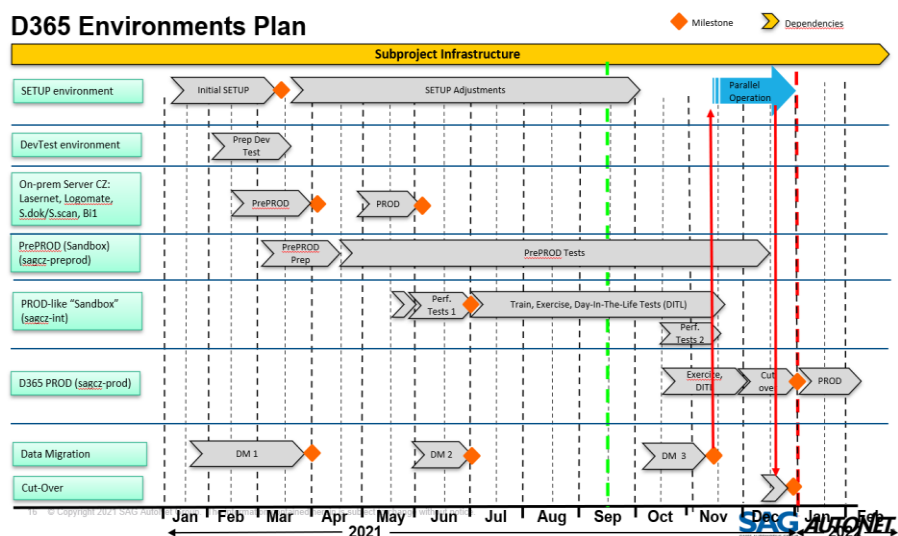 D365 Environments Plan
Milestone
Dependencies
Subproject Infrastructure
SETUP environment
Initial SETUP
SETUP Adjustments
Parallel
Operation
DevTest environment
Prep Dev
Test
On-prem Server CZ:
Lasernet, Logomate,
S.dok/S.scan, Bi1
PrePROD
PROD
PrePROD (Sandbox)
(sagcz-preprod)
PrePROD
Prep
PrePROD Tests
PROD-like “Sandbox”
(sagcz-int)
Perf.
Tests 1
Train, Exercise, Day-In-The-Life Tests (DITL)
Perf.
Tests 2
D365 PROD (sagcz-prod)
Exercise,
DITL
Cut
over
PROD
Data Migration
DM 1
DM 2
DM 3
Cut-Over
16 © Copyright 2021 SAG
Jan Feb Mar Apr May Jun Jul Aug Sep Oct Nov Dec Jan Feb
2021
SAG AUTONET